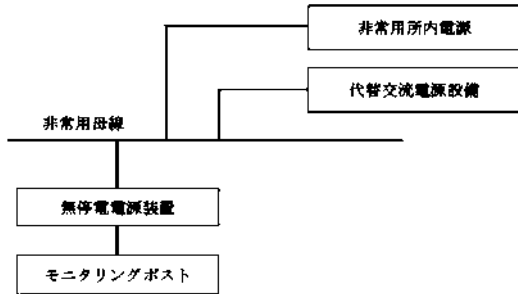 非常用所内電源
代替交流電源設備
非常用母線
無停電電源装置
モニタリングポスト